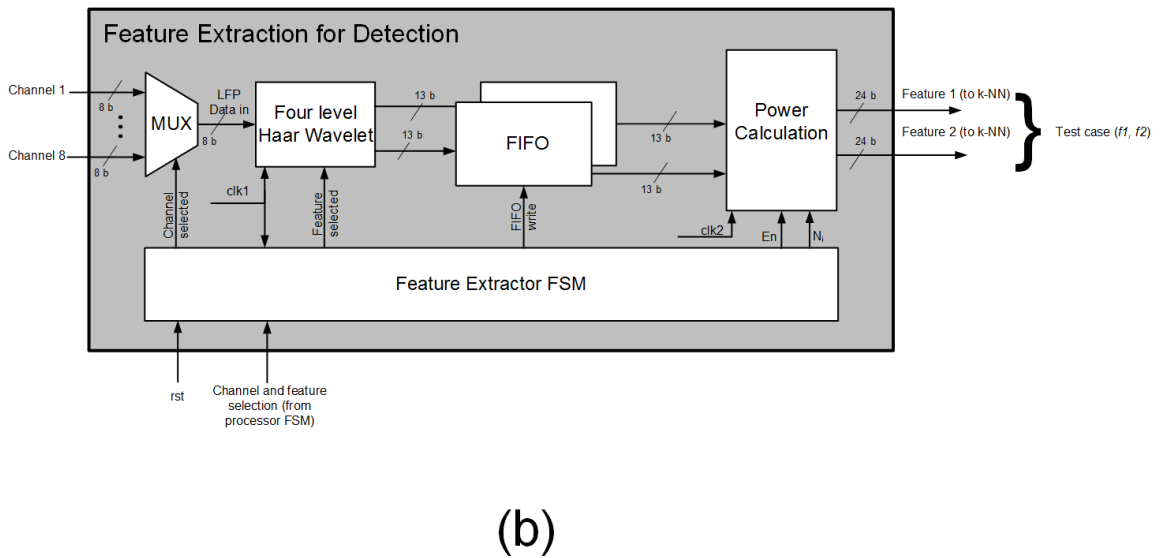 Feature Extraction for Detection
Channel 1
8 b
Channel 8
8 b
MUX
LFP
Data in
8 b
Four level
Haar Wavelet
13 b
13 b
FIFO
13 b
13 b
Power
Calculation
24 b
Feature 1 (to k-NN)
24 b
Feature 2 (to k-NN)
}
Test case (f1, f2)
Channel
selected
clk1
Feature
selected
FIFO
write
clk2
En
Ni
Feature Extractor FSM
rst
Channel and feature
selection (from
processor FSM)
(b)